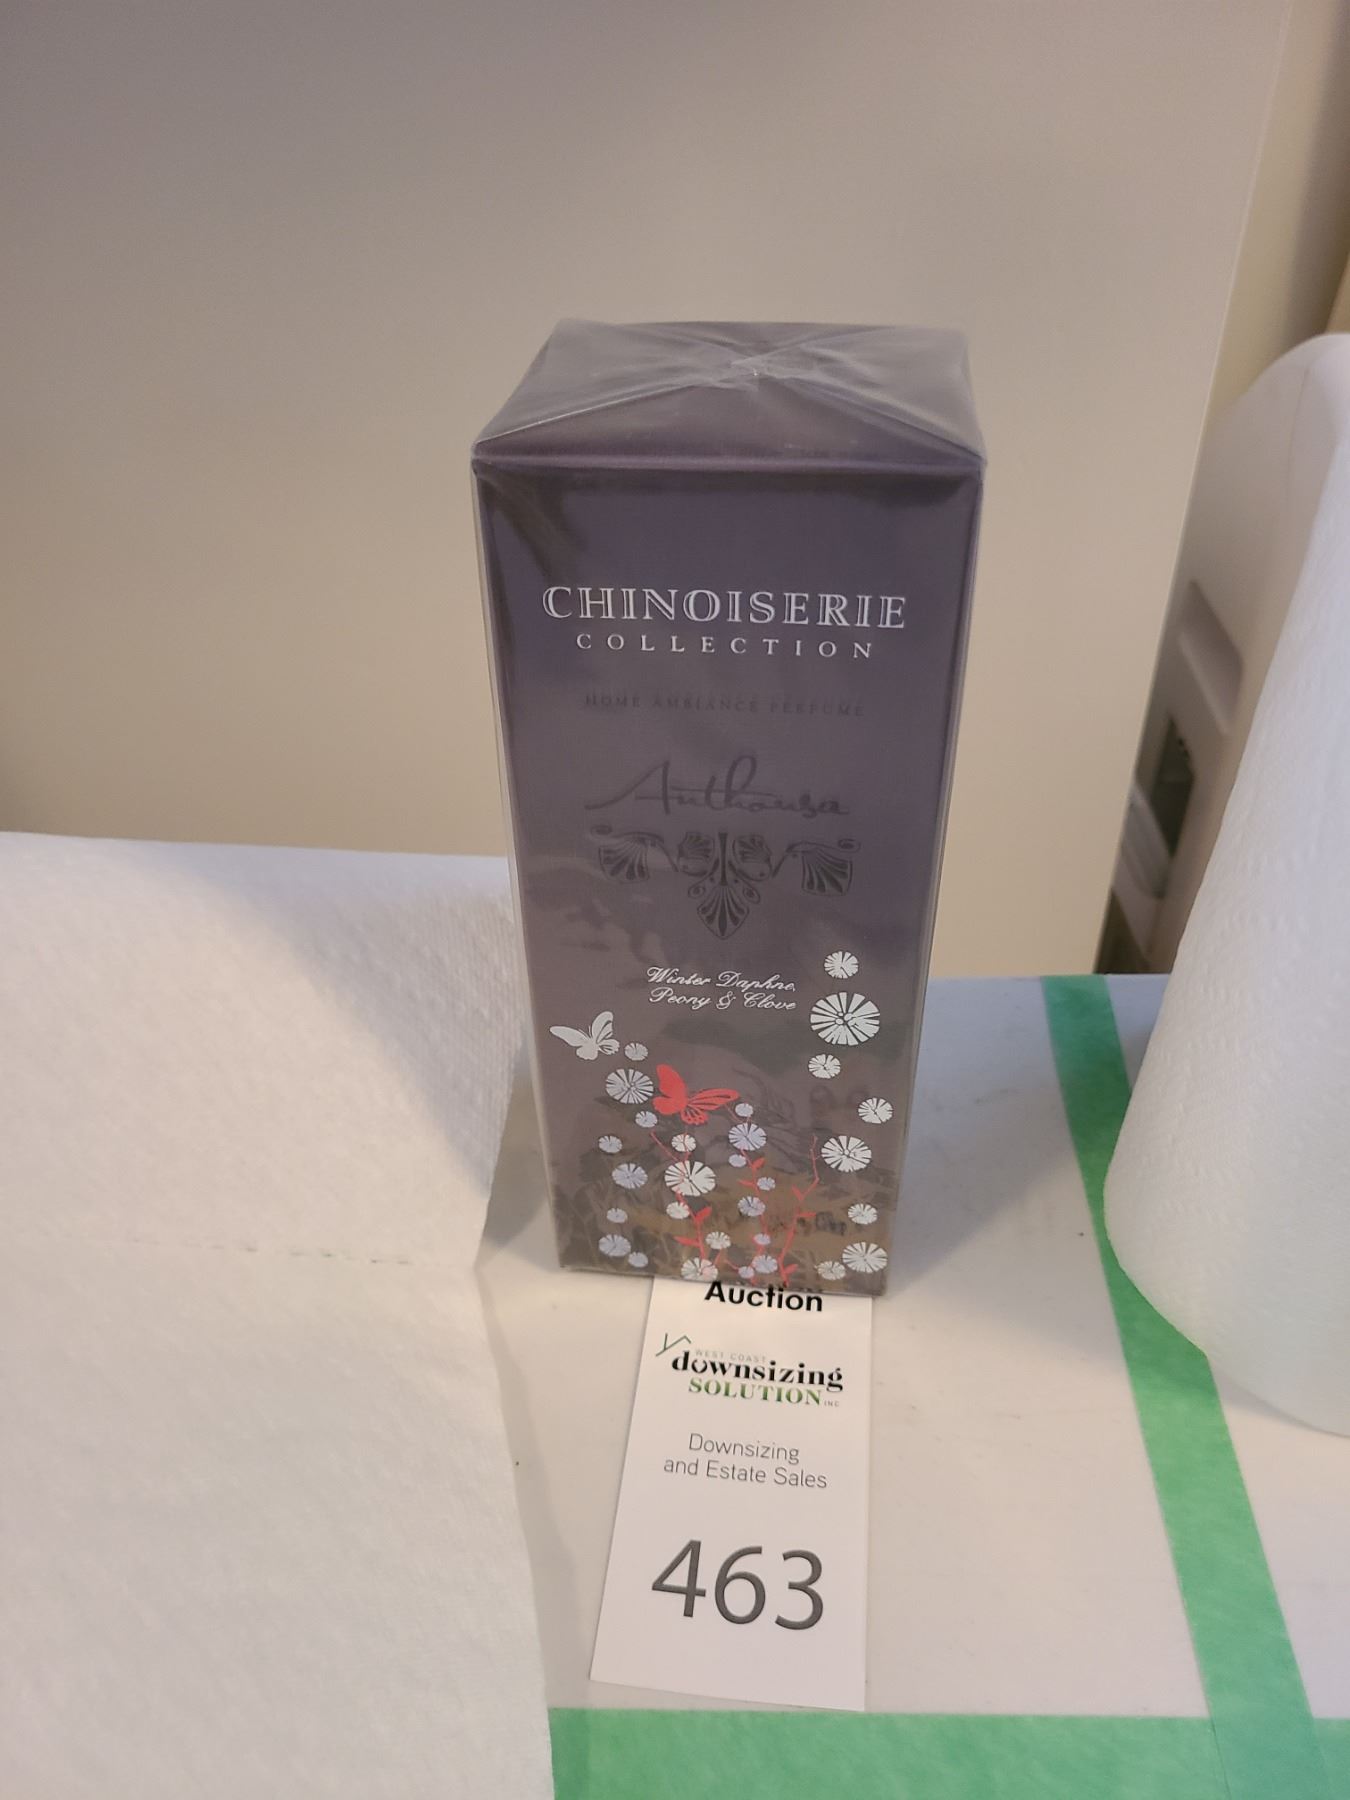 CHINOISERIE
COLLECTION
HOME AMBIANCE PERFUME
Anthousa
Winter Daphne,
Peony & Clove
Auction
WEST COAST
downsizing
SOLUTION INC
Downsizing
and Estate Sales
463